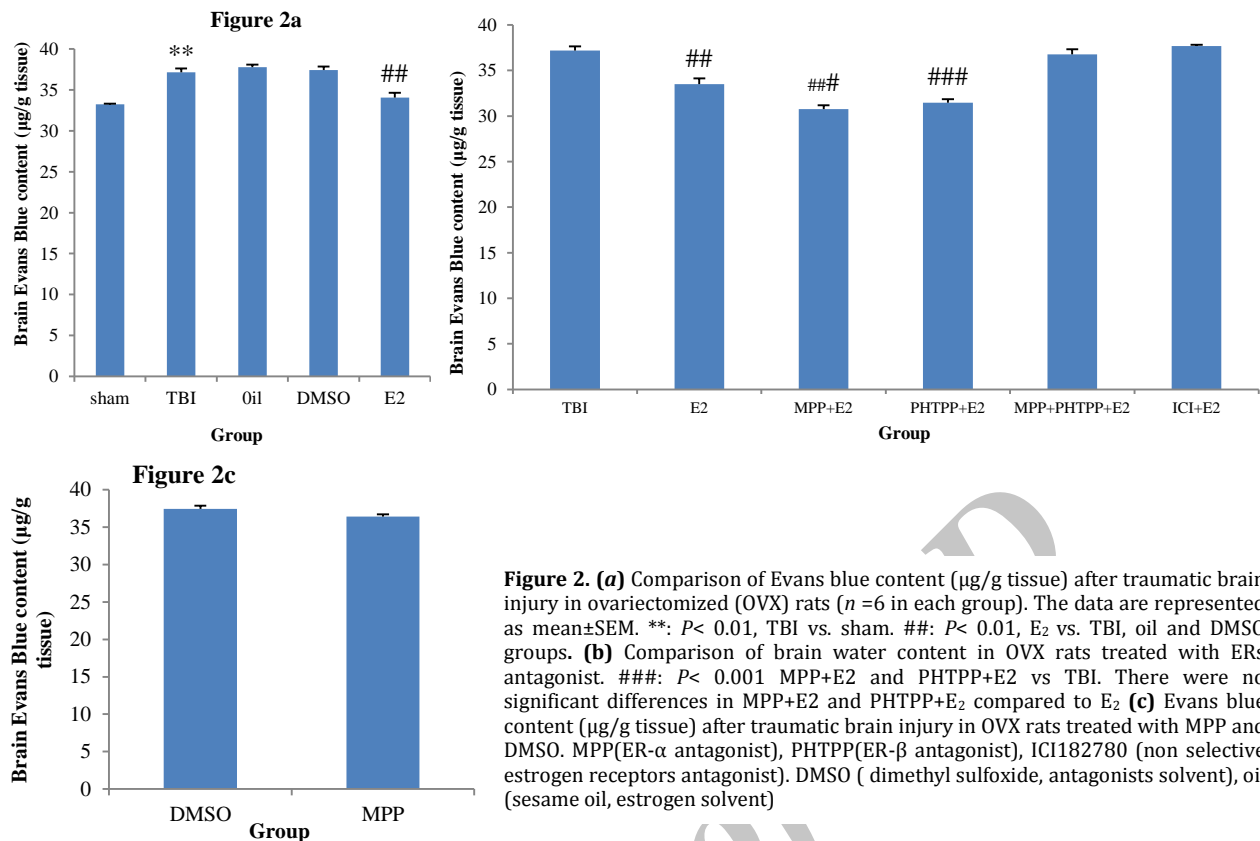 Figure 2a
Brain Evans Blue content (µg/g tissue)
40
35
30
25
20
15
10
5
0
**
##
sham TBI 0il DMSO E2
Group
Brain Evans Blue content (µg/g tissue)
40
35
30
25
20
15
10
5
0
##
###
###
TBI E2 MPP+E2 PHTPP+E2 MPP+PHTPP+E2 ICI+E2
Group
Figure 2c
Brain Evans Blue content (µg/g
tissue)
40
35
30
25
20
15
10
5
0
DMSO MPP
Group
Figure 2. (a) Comparison of Evans blue content (µg/g tissue) after traumatic brain
injury in ovariectomized (OVX) rats (n =6 in each group). The data are represented
as mean±SEM. **: P< 0.01, TBI vs. sham. ##: P< 0.01, E₂ vs. TBI, oil and DMSO
groups. (b) Comparison of brain water content in OVX rats treated with ERs
antagonist. ###: P< 0.001 MPP+E2 and PHTPP+E2 vs TBI. There were no
significant differences in MPP+E2 and PHTPP+E₂ compared to E₂ (c) Evans blue
content (µg/g tissue) after traumatic brain injury in OVX rats treated with MPP and
DMSO. MPP(ER-α antagonist), PHTPP(ER-β antagonist), ICI182780 (non selective
estrogen receptors antagonist). DMSO ( dimethyl sulfoxide, antagonists solvent), oi
(sesame oil, estrogen solvent)